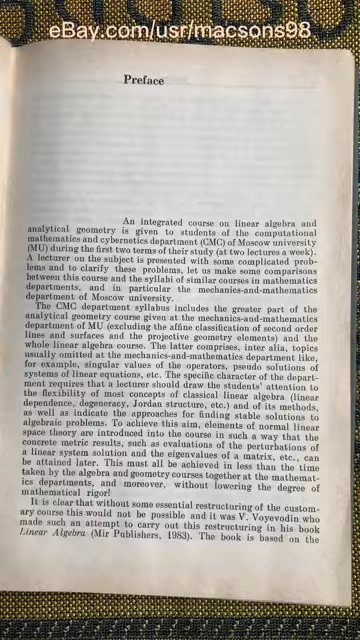 eBay.com/usr/macsons98
Preface
An integrated course on linear algebra and
analytical geometry is given to students of the computational
mathematics and cybernetics department (CMC) of Moscow university
(MU) during the first two terms of their study (at two lectures a week).
A lecturer on the subject is presented with some complicated prob-
lems and to clarify these problems, let us make some comparisons
between this course and the syllabi of similar courses in mathematics
departments, and in particular the mechanics-and-mathematics
department of Moscow university.
The CMC department syllabus includes the greater part of the
analytical geometry course given at the mechanics-and-mathematics
department of MU (excluding the affine classification of second order
lines and surfaces and the projective geometry elements) and the
whole linear algebra course. The latter comprises, inter alia, topics
usually omitted at the mechanics-and-mathematics department like,
for example, singular values of the operators, pseudo solutions of
systems of linear equations, etc. The specific character of the depart-
ment requires that a lecturer should draw the students' attention to
the flexibility of most concepts of classical linear algebra (linear
dependence, degeneracy, Jordan structure, etc.) and of its methods,
as well as indicate the approaches for finding stable solutions to
algebraic problems. To achieve this aim, elements of normal linear
space theory are introduced into the course in such a way that the
concrete metric results, such as evaluations of the perturbations of
a linear system solution and the eigenvalues of a matrix, etc., can
be attained later. This must all be achieved in less than the time
taken by the algebra and geometry courses together at the mathemat-
ics departments, and moreover, without lowering the degree of
mathematical rigor!
It is clear that without some essential restructuring of the custom-
ary course this would not be possible and it was V. Voyevodin who
made such an attempt to carry out this restructuring in his book
Linear Algebra (Mir Publishers, 1983). The book is based on the